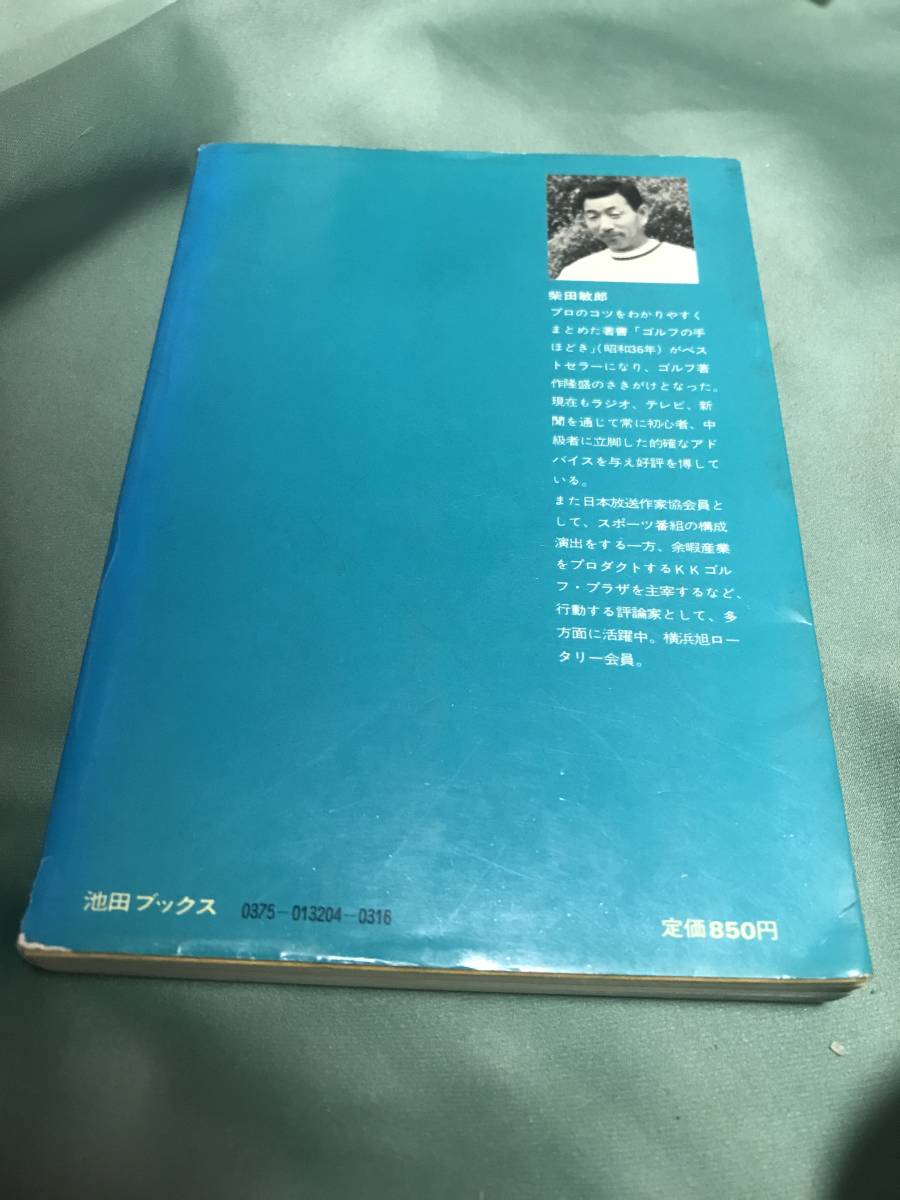 柴田敏郎
プロのコツをわかりやすく
まとめた著書「ゴルフの手
ほどき」(昭和36年)がベス
トセラーになり、ゴルフ著
作隆盛のさきがけとなった。
現在もラジオ、テレビ、新
聞を通じて常に初心者、中
級者に立脚した的確なアド
バイスを与え好評を博して
いる。
また日本放送作家協会員と
して、スポーツ番組の構成
演出をする一方、余暇産業
をプロダクトするKKゴル
フ・プラザを主宰するなど、
行動する評論家として、多
方面に活躍中。横浜旭ロー
タリー会員。
池田ブックス 0375-013204-0316
定価850円